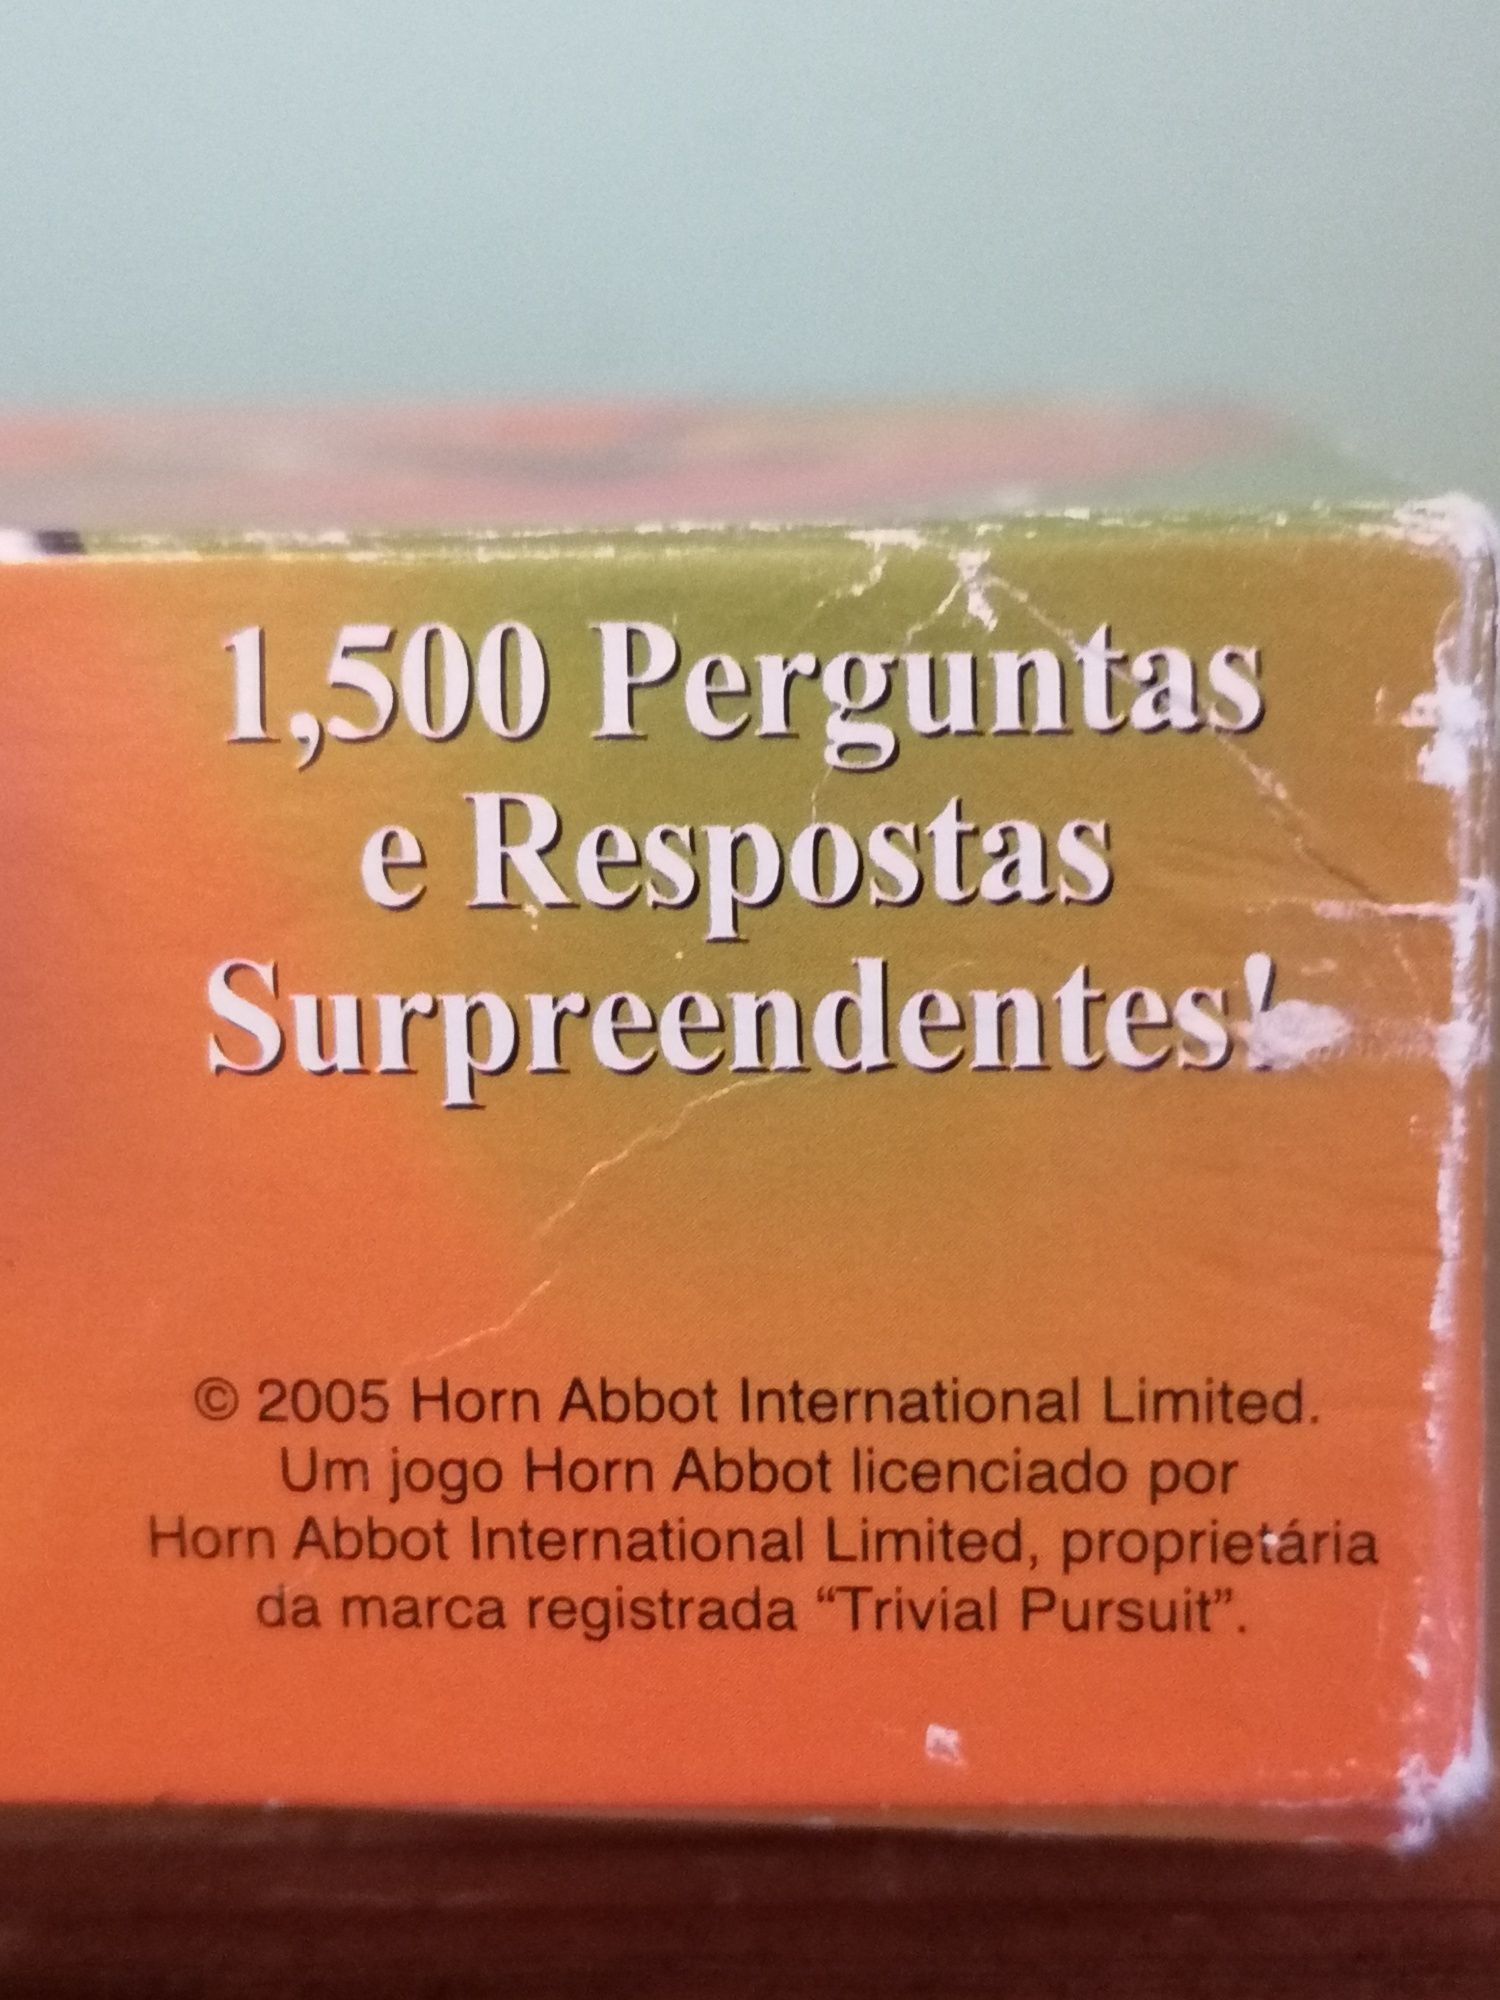 1,500 Perguntas
e Respostas
Surpreendentes!
© 2005 Horn Abbot International Limited.
Um jogo Horn Abbot licenciado por
Horn Abbot International Limited, proprietária
da marca registrada “Trivial Pursuit”.